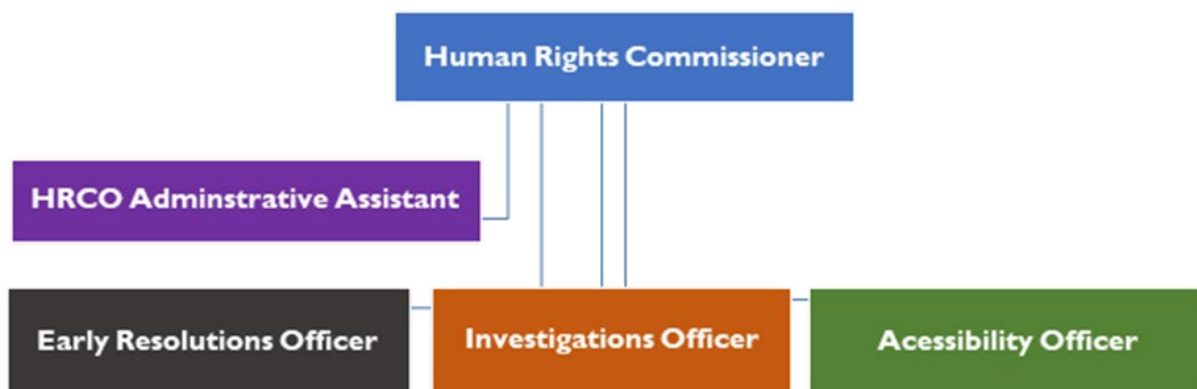 Human Rights Commissioner
HRCO Adminstrative Assistant
Early Resolutions Officer
Investigations Officer
Acessibility Officer